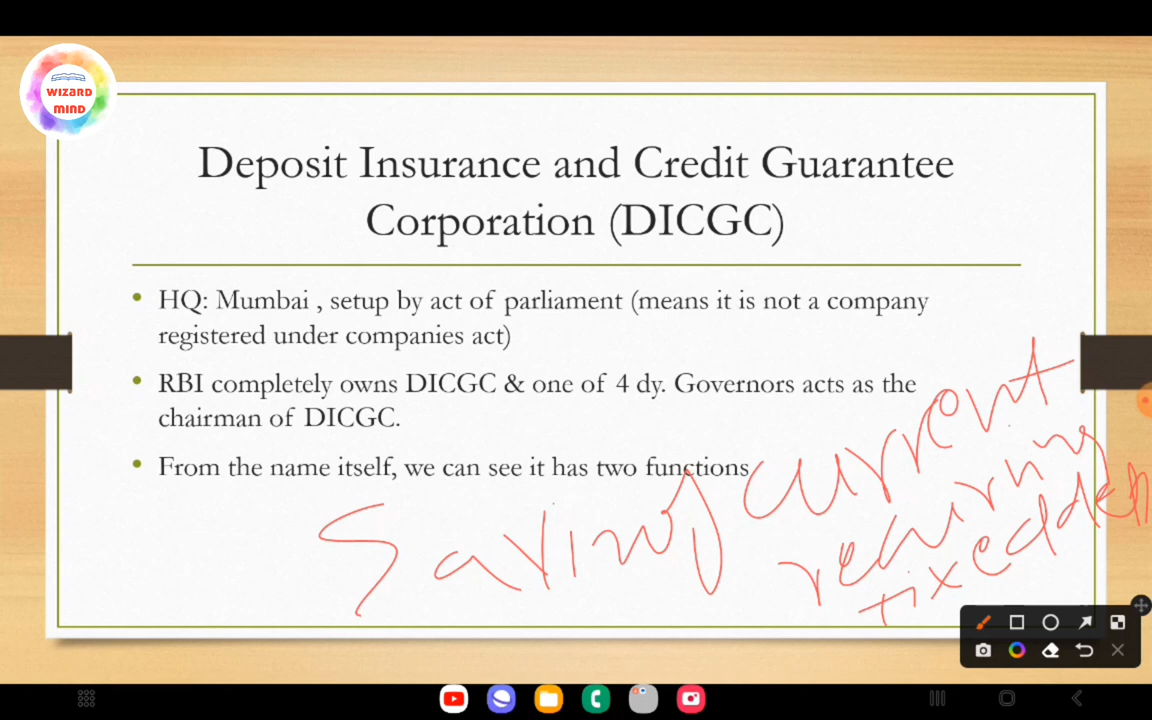 WIZARD
MIND
Deposit Insurance and Credit Guarantee
Corporation (DICGC)
• HQ: Mumbai , setup by act of parliament (means it is not a company
registered under companies act)
• RBI completely owns DICGC & one of 4 dy. Governors acts as the
chairman of DICGC.
• From the name itself, we can see it has two functions
Saving
current
fixed